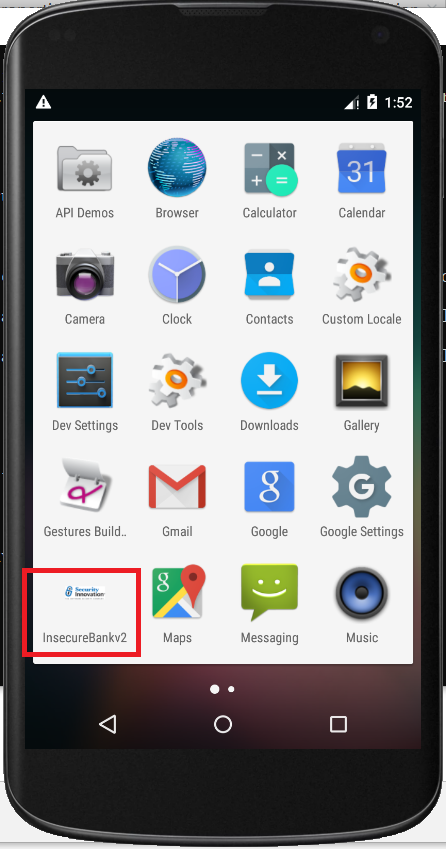 1:52
API Demos
Browser
Calculator
31
Calendar
Camera
Clock
Contacts
Custom Locale
Dev Settings
Dev Tools
Downloads
Gallery
Gestures Build..
Gmail
g
Google
G
Google Settings
Security
Innovation
InsecureBankv2
g
Maps
Messaging
Music